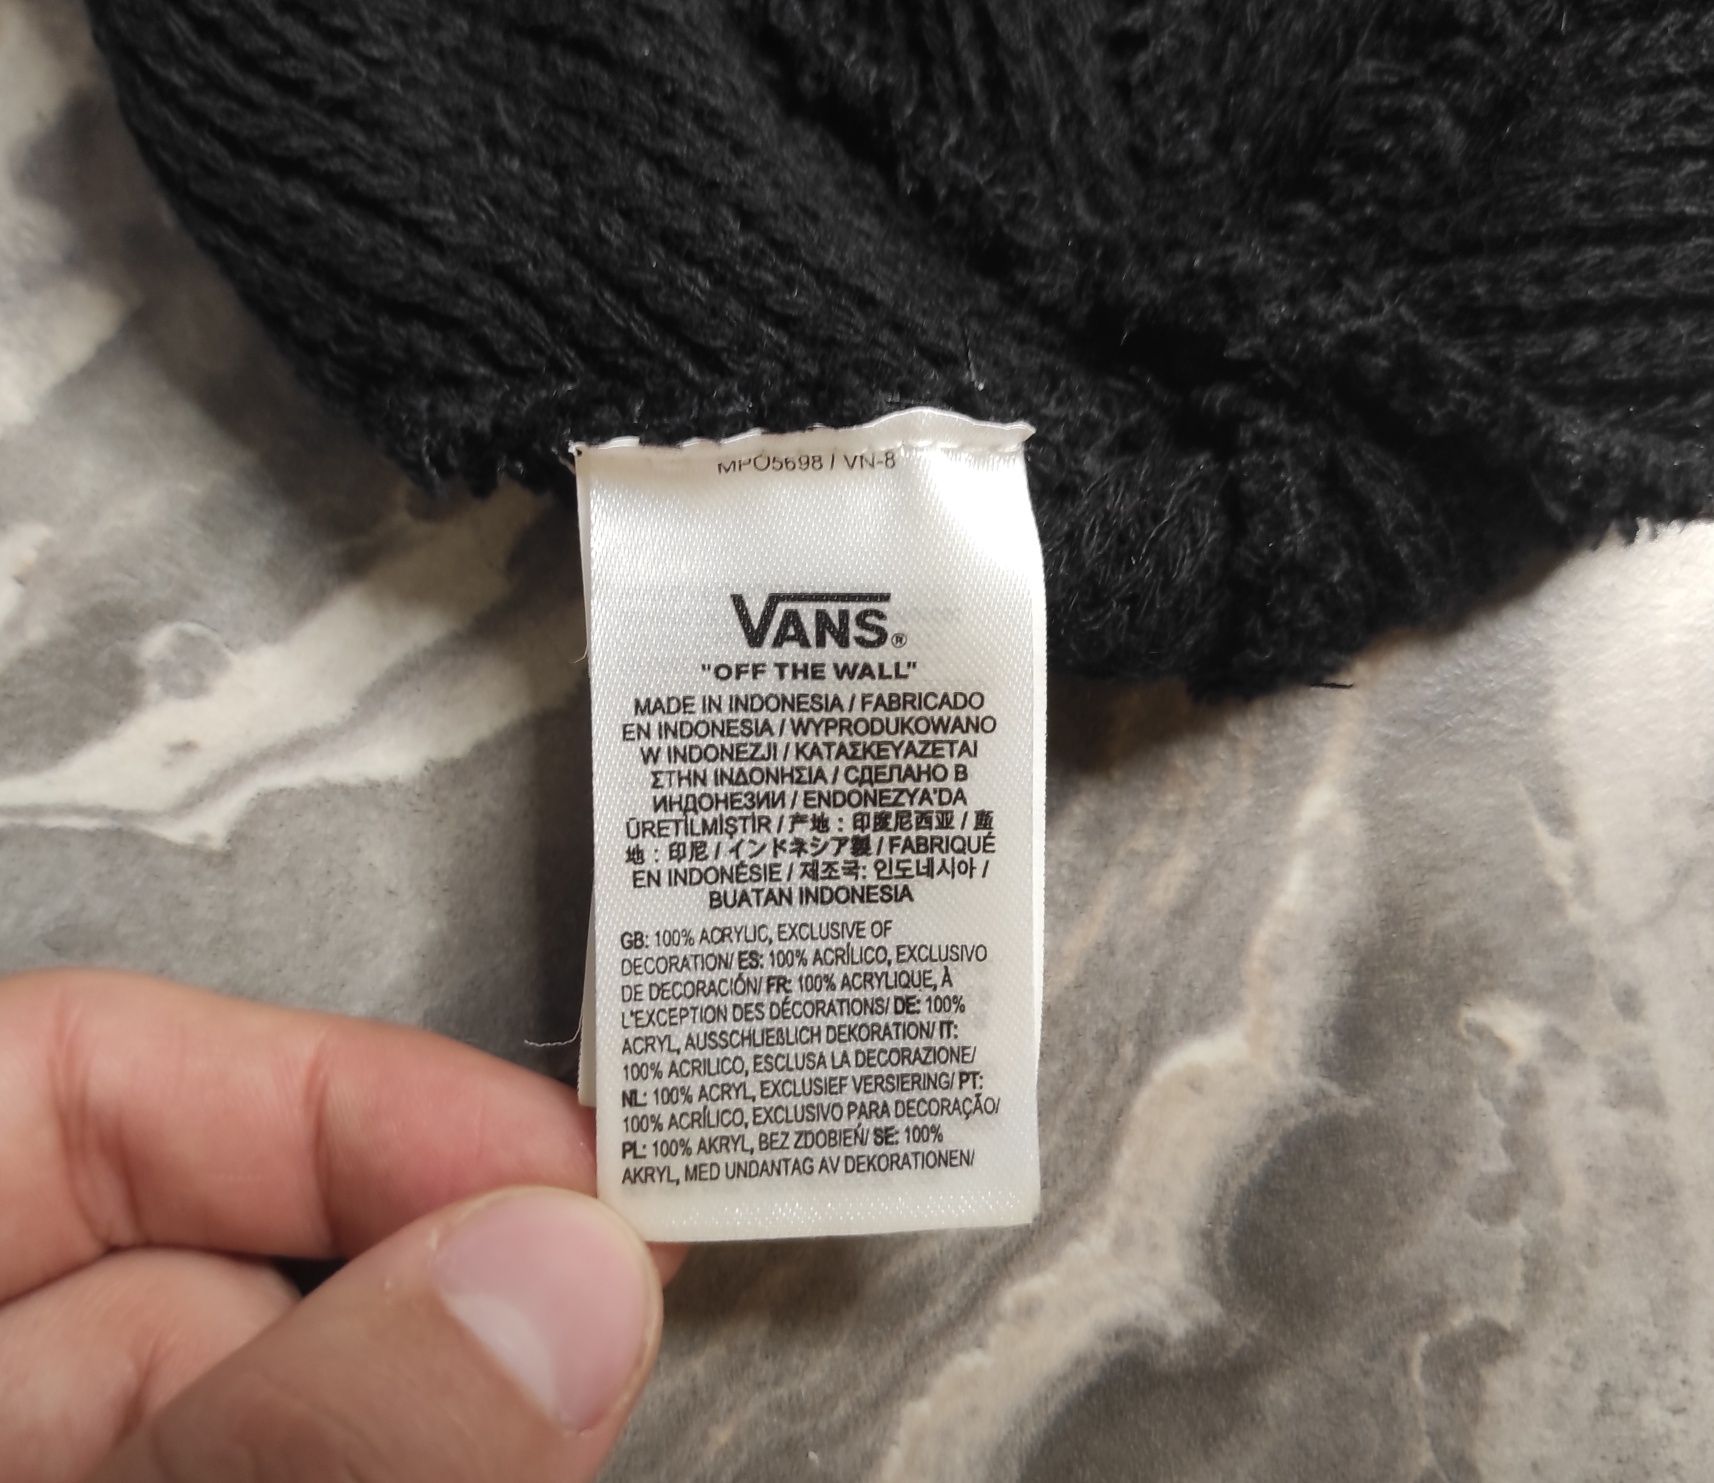 MPO5698 / VN-8
VANS®
"OFF THE WALL"
MADE IN INDONESIA / FABRICADO
EN INDONESIA / WYPRODUKOWANO
W INDONEZJI / ΚΑΤΑΣΚΕΥΑΖΕΤΑΙ
ΣΤΗΝ ΙΝΔΟΝΗΣΙΑ / СДЕЛАНО В
ИНДОНЕЗИИ / ENDONEZYA'DA
ÜRETİLMİŞTİR / 产地：印度尼西亚 / 產
地：印尼 / インドネシア製 / FABRIQUÉ
EN INDONÉSIE / 제조국: 인도네시아 /
BUATAN INDONESIA
GB: 100% ACRYLIC, EXCLUSIVE OF
DECORATION/ ES: 100% ACRÍLICO, EXCLUSIVO
DE DECORACIÓN/ FR: 100% ACRYLIQUE, À
L'EXCEPTION DES DÉCORATIONS/ DE: 100%
ACRYL, AUSSCHLIEßLICH DEKORATION/ IT:
100% ACRILICO, ESCLUSA LA DECORAZIONE/
NL: 100% ACRYL, EXCLUSIEF VERSIERING/ PT:
100% ACRÍLICO, EXCLUSIVO PARA DECORAÇÃO/
PL: 100% AKRYL, BEZ ZDOBIEŃ/ SE: 100%
AKRYL, MED UNDANTAG AV DEKORATIONEN/